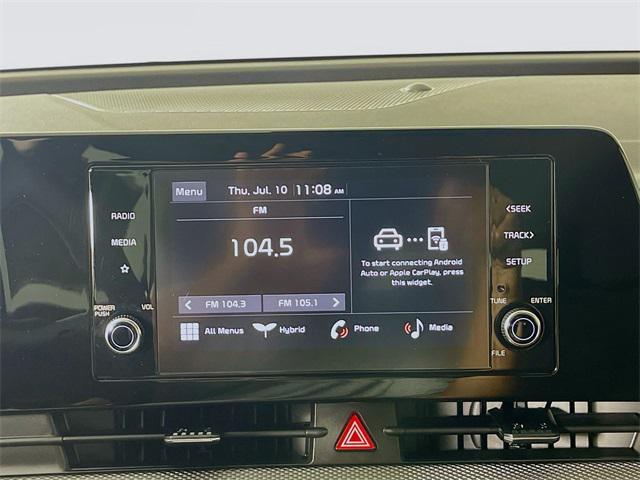 Menu
Thu, Jul. 10 11:08 AM
FM
104.5
FM 104.3
FM 105.1
To start connecting Android
Auto or Apple CarPlay, press
this widget.
All Menus
Hybrid
Phone
Media
RADIO
MEDIA
POWER
PUSH
VOL
<SEEK
TRACK>
SETUP
TUNE
ENTER
FILE